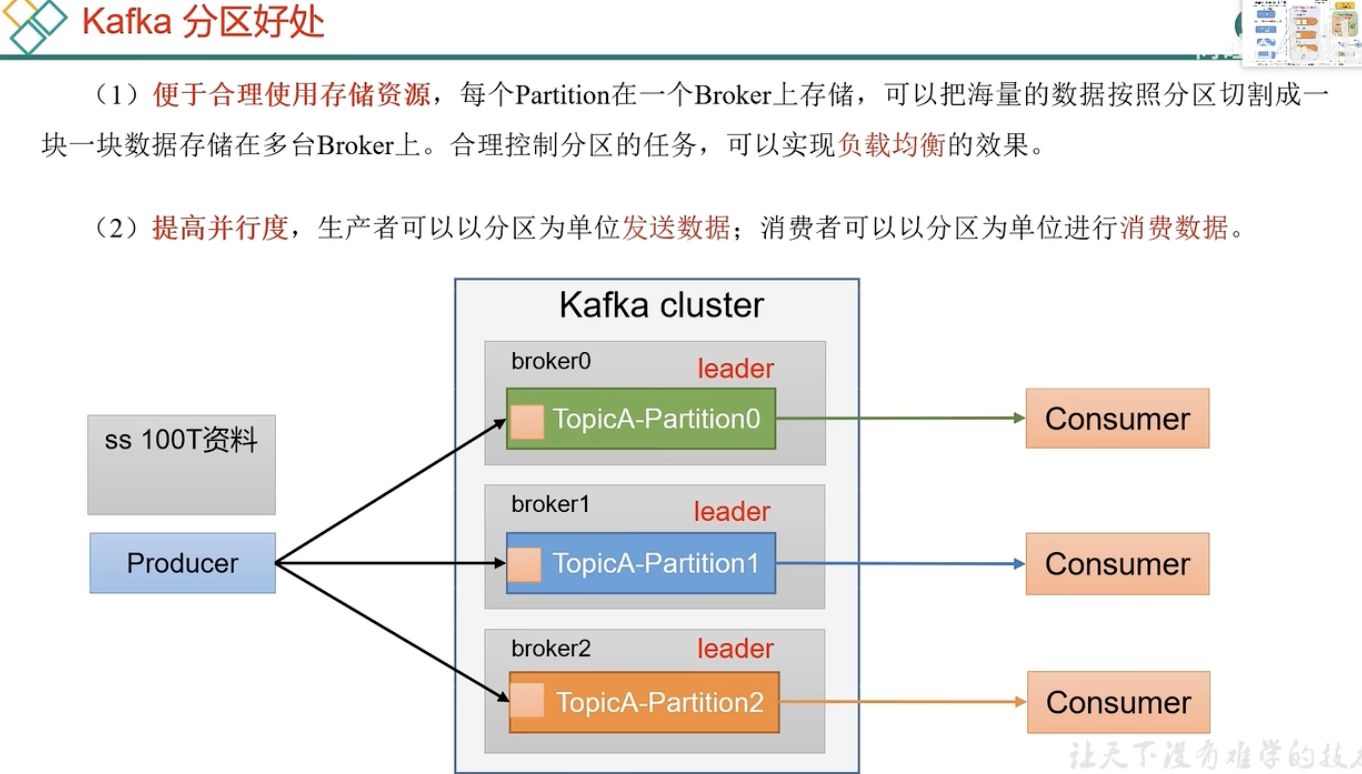 Kafka 分区好处
（1）便于合理使用存储资源，每个Partition在一个Broker上存储，可以把海量的数据按照分区切割成一
块一块数据存储在多台Broker上。合理控制分区的任务，可以实现负载均衡的效果。
（2）提高并行度，生产者可以以分区为单位发送数据；消费者可以以分区为单位进行消费数据。
Kafka cluster
broker0
leader
TopicA-Partition0
Consumer
ss 100T资料
broker1
leader
Producer
TopicA-Partition1
Consumer
broker2
leader
TopicA-Partition2
Consumer
让天下没有难学的技